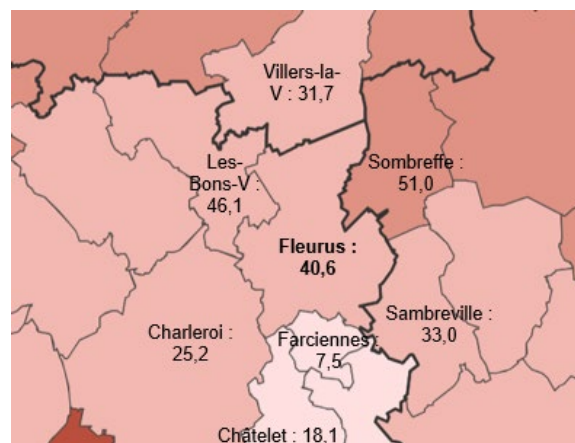 Villers-la-
V : 31,7
Les-
Bons-V :
46,1
Sombreffe :
51,0
Fleurus :
40,6
Charleroi :
25,2
Farciennes :
7,5
Sambreville :
33,0
Châtelet : 18,1